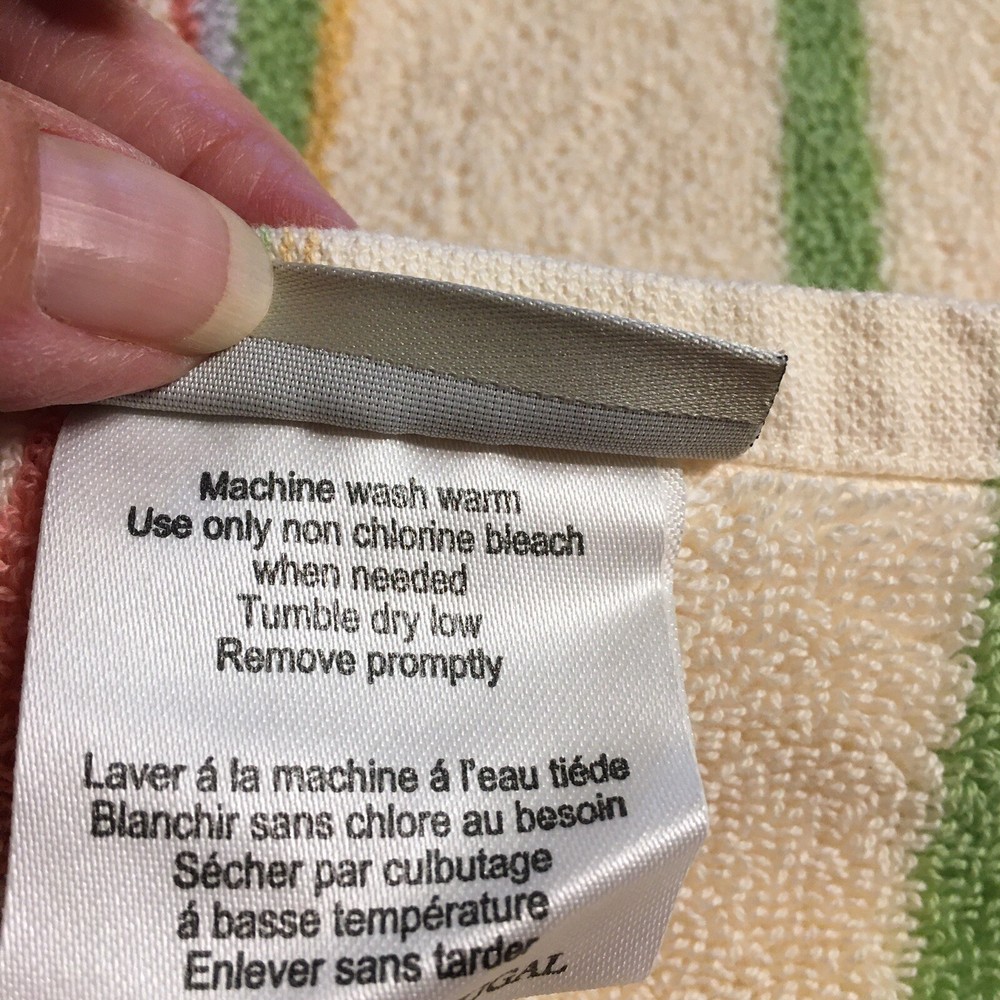 Machine wash warm
Use only non chlorine bleach
when needed
Tumble dry low
Remove promptly
Laver á la machine á l'eau tiéde
Blanchir sans chlore au besoin
Sécher par culbutage
á basse température
Enlever sans tarder